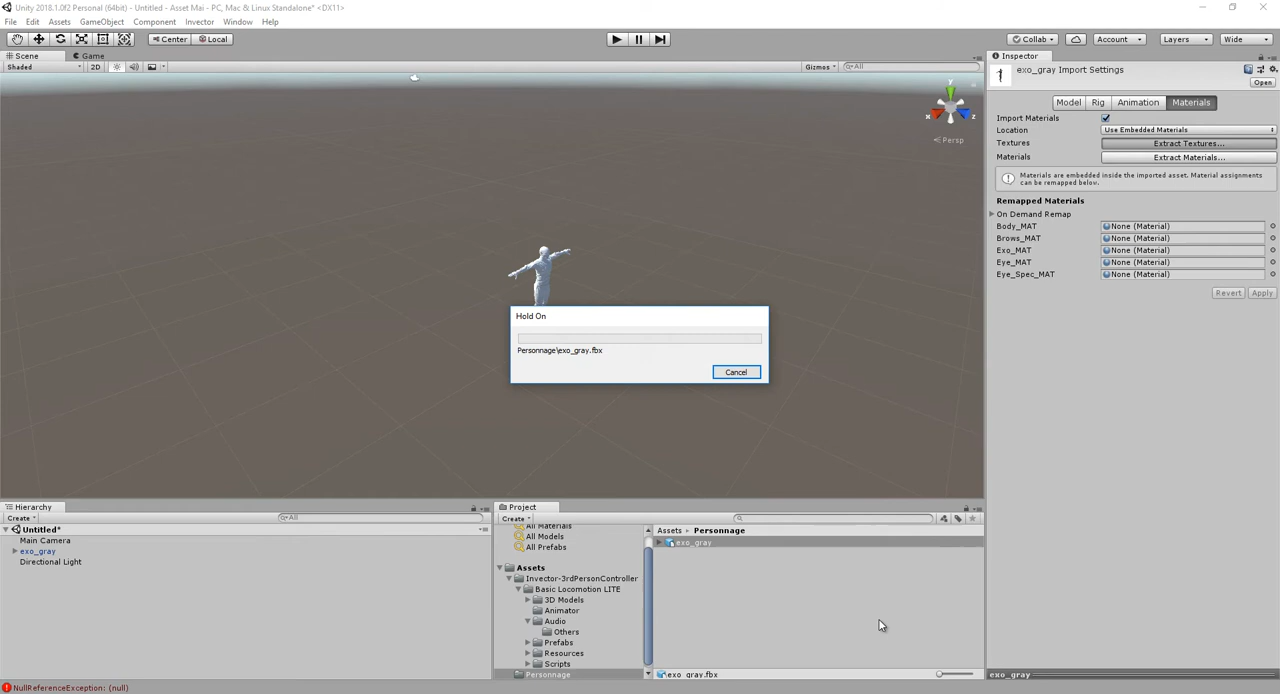 Unity 2018.1.0f2 Personal (64bit) - Untitled - Asset Mai - PC, Mac & Linux Standalone* <DX11>
File Edit Assets GameObject Component Invector Window Help
Center Local Collab Account Layers Wide
Scene Game
Shaded 2D Gizmos All
y
x z
Persp
Inspector
exo_gray Import Settings
Open
Model Rig Animation Materials
Import Materials
Location Use Embedded Materials
Textures Extract Textures...
Materials Extract Materials...
Materials are embedded inside the imported asset. Material assignments
can be remapped below.
Remapped Materials
On Demand Remap
Body_MAT None (Material)
Brows_MAT None (Material)
Exo_MAT None (Material)
Eye_MAT None (Material)
Eye_Spec_MAT None (Material)
Revert Apply
Hold On
Personnage\exo_gray.fbx
Cancel
Hierarchy
Create All
Untitled*
Main Camera
exo_gray
Directional Light
Project
Create
All Materials
All Models
All Prefabs
Assets
Invector-3rdPersonController
Basic Locomotion LITE
3D Models
Animator
Audio
Others
Prefabs
Resources
Scripts
Personnage
Assets Personnage
exo_gray
exo_gray.fbx
exo_gray
NullReferenceException: (null)